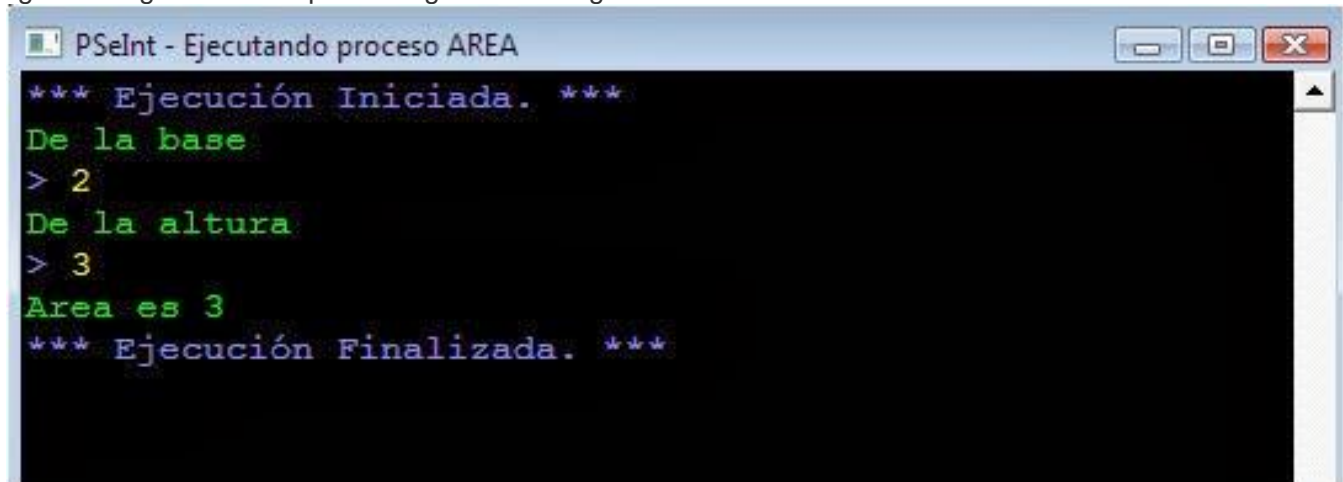 PSeInt - Ejecutando proceso AREA
*** Ejecución Iniciada. ***
De la base
> 2
De la altura
> 3
Area es 3
*** Ejecución Finalizada. ***